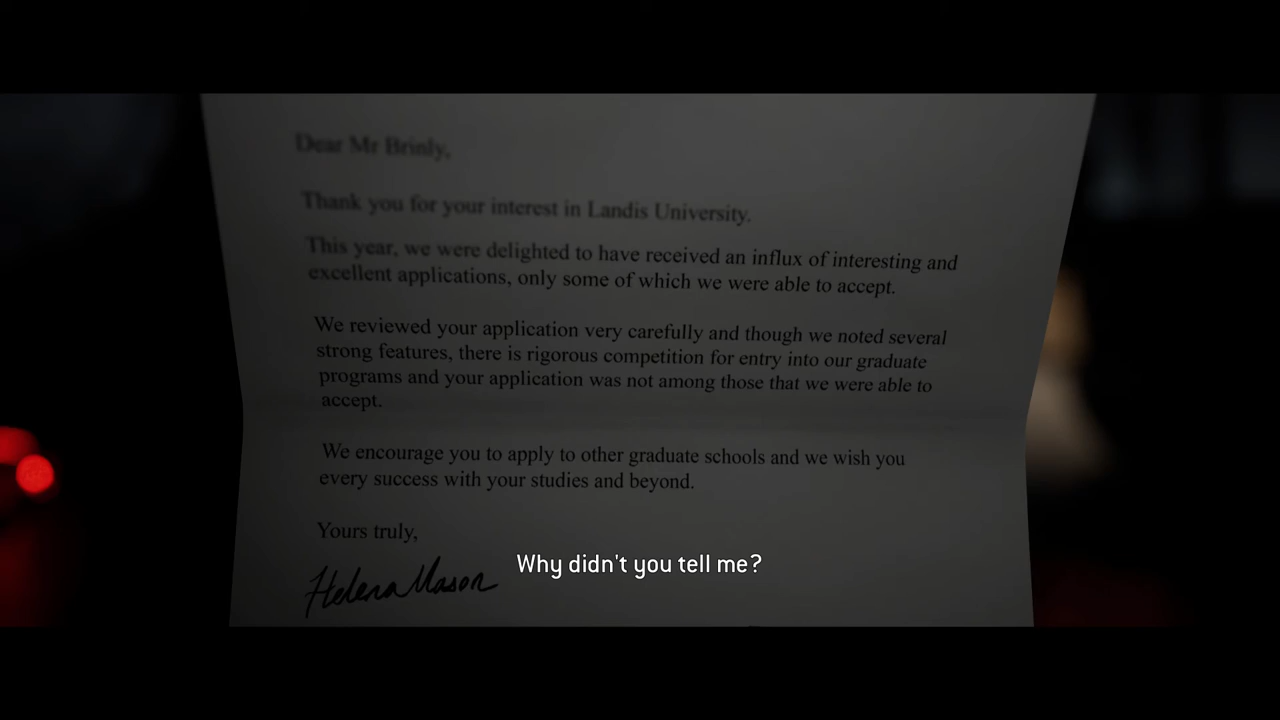 Dear Mr Brinly,
Thank you for your interest in Landis University.
This year, we were delighted to have received an influx of interesting and
excellent applications, only some of which we were able to accept.
We reviewed your application very carefully and though we noted several
strong features, there is rigorous competition for entry into our graduate
programs and your application was not among those that we were able to
accept.
We encourage you to apply to other graduate schools and we wish you
every success with your studies and beyond.
Yours truly,
Why didn't you tell me?
Helena Mason